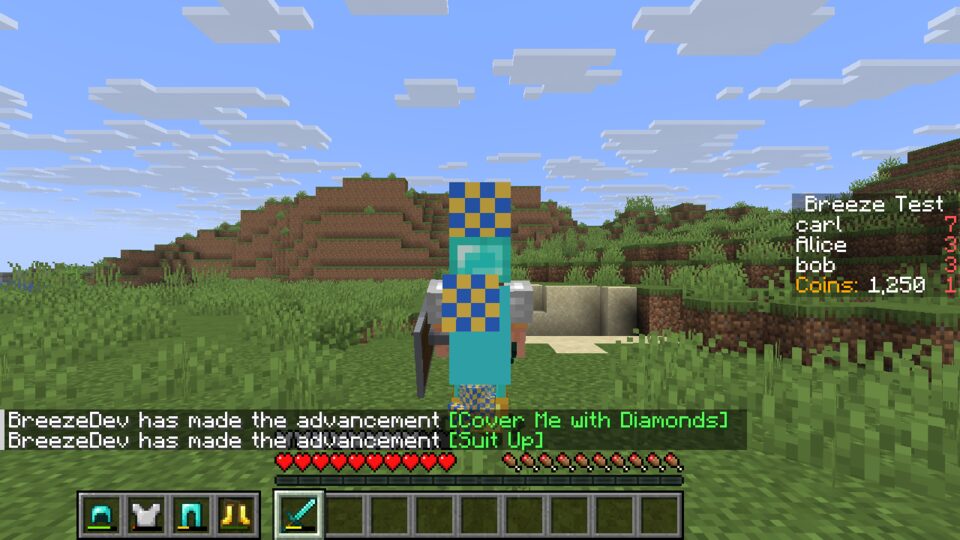 Breeze Test
carl 7
Alice 3
bob 3
Coins: 1,250 1
BreezeDev has made the advancement [Cover Me with Diamonds]
BreezeDev has made the advancement [Suit Up]